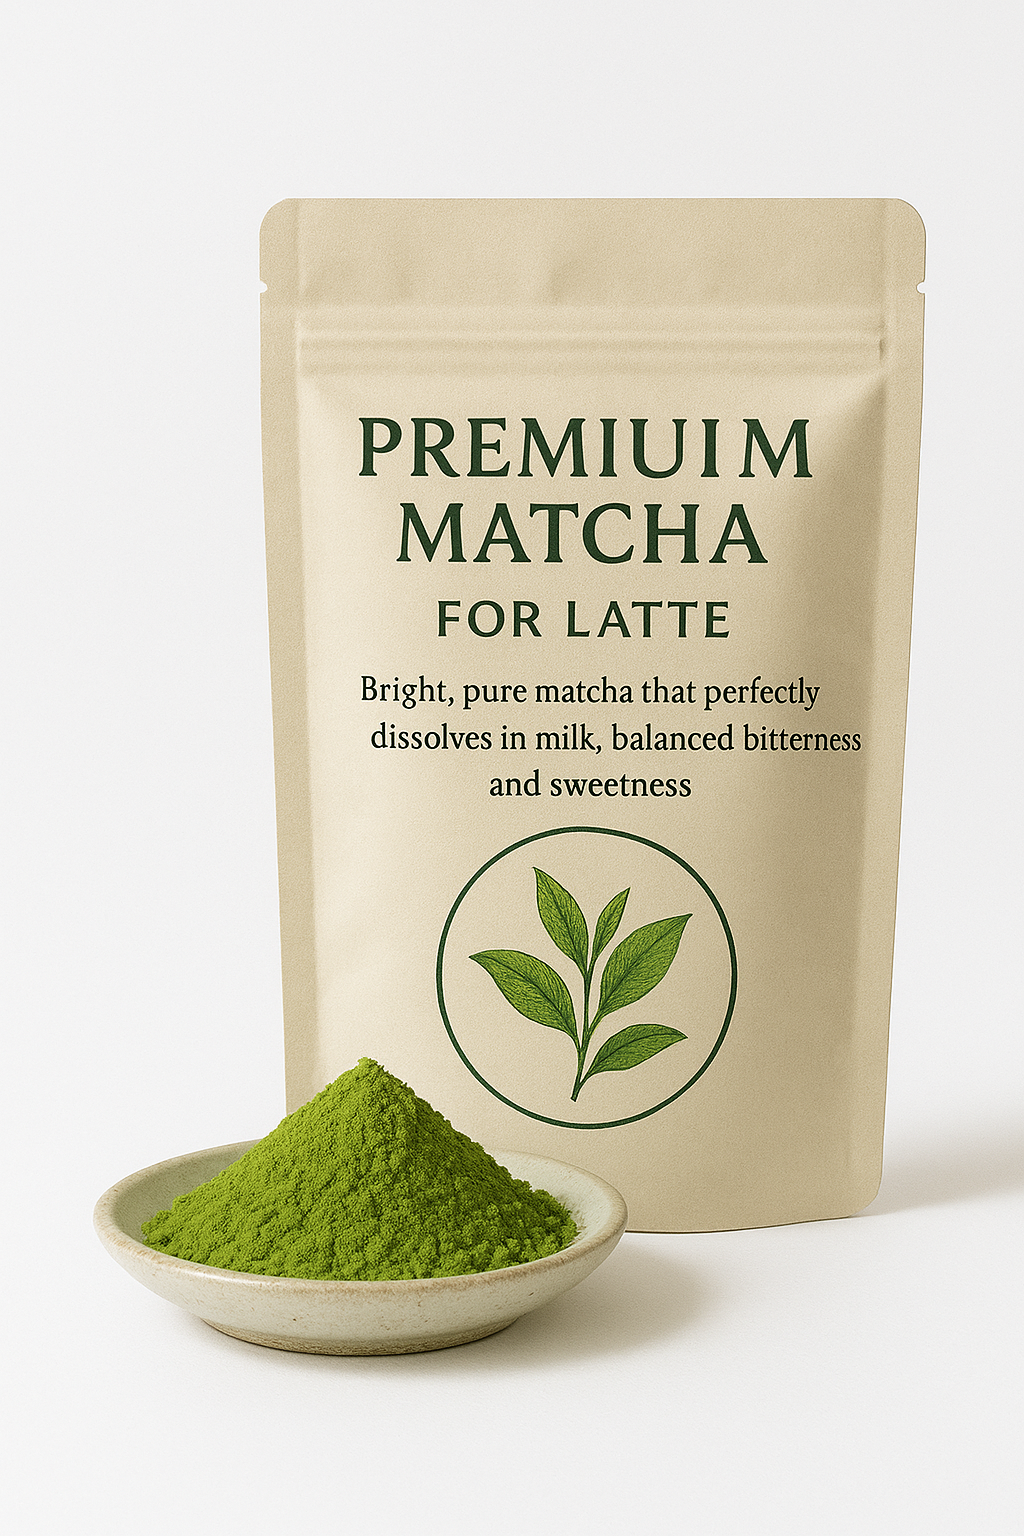 PREMIUIM
MATCHA
FOR LATTE
Bright, pure matcha that perfectly
dissolves in milk, balanced bitterness
and sweetness